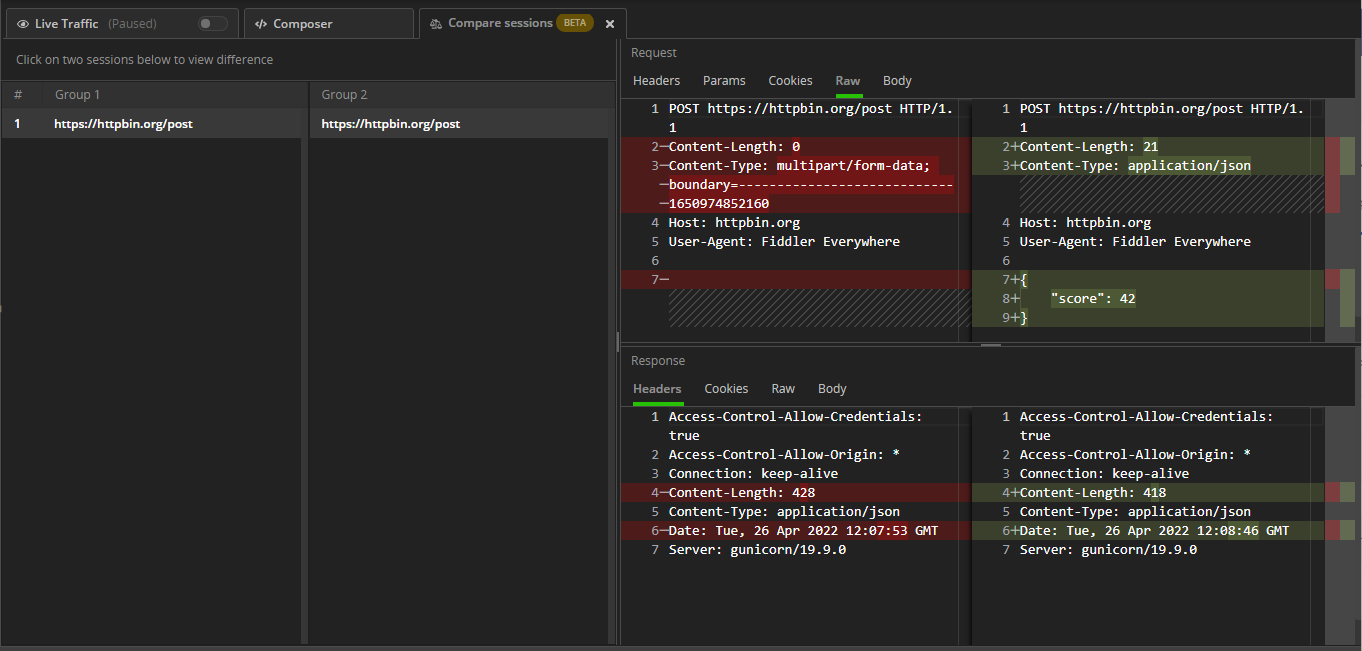 Live Traffic (Paused)
</> Composer
Compare sessions BETA
Click on two sessions below to view difference
# Group 1 Group 2
1 https://httpbin.org/post https://httpbin.org/post
Request
Headers Params Cookies Raw Body
1 POST https://httpbin.org/post HTTP/1.
1
2—Content-Length: 0
3—Content-Type: multipart/form-data;
—boundary=----------------------------
—1650974852160
4 Host: httpbin.org
5 User-Agent: Fiddler Everywhere
6
7—
1 POST https://httpbin.org/post HTTP/1.
1
2+Content-Length: 21
3+Content-Type: application/json
4 Host: httpbin.org
5 User-Agent: Fiddler Everywhere
6
7+{
8+    "score": 42
9+}
Response
Headers Cookies Raw Body
1 Access-Control-Allow-Credentials:
true
2 Access-Control-Allow-Origin: *
3 Connection: keep-alive
4—Content-Length: 428
5 Content-Type: application/json
6—Date: Tue, 26 Apr 2022 12:07:53 GMT
7 Server: gunicorn/19.9.0
1 Access-Control-Allow-Credentials:
true
2 Access-Control-Allow-Origin: *
3 Connection: keep-alive
4+Content-Length: 418
5 Content-Type: application/json
6+Date: Tue, 26 Apr 2022 12:08:46 GMT
7 Server: gunicorn/19.9.0